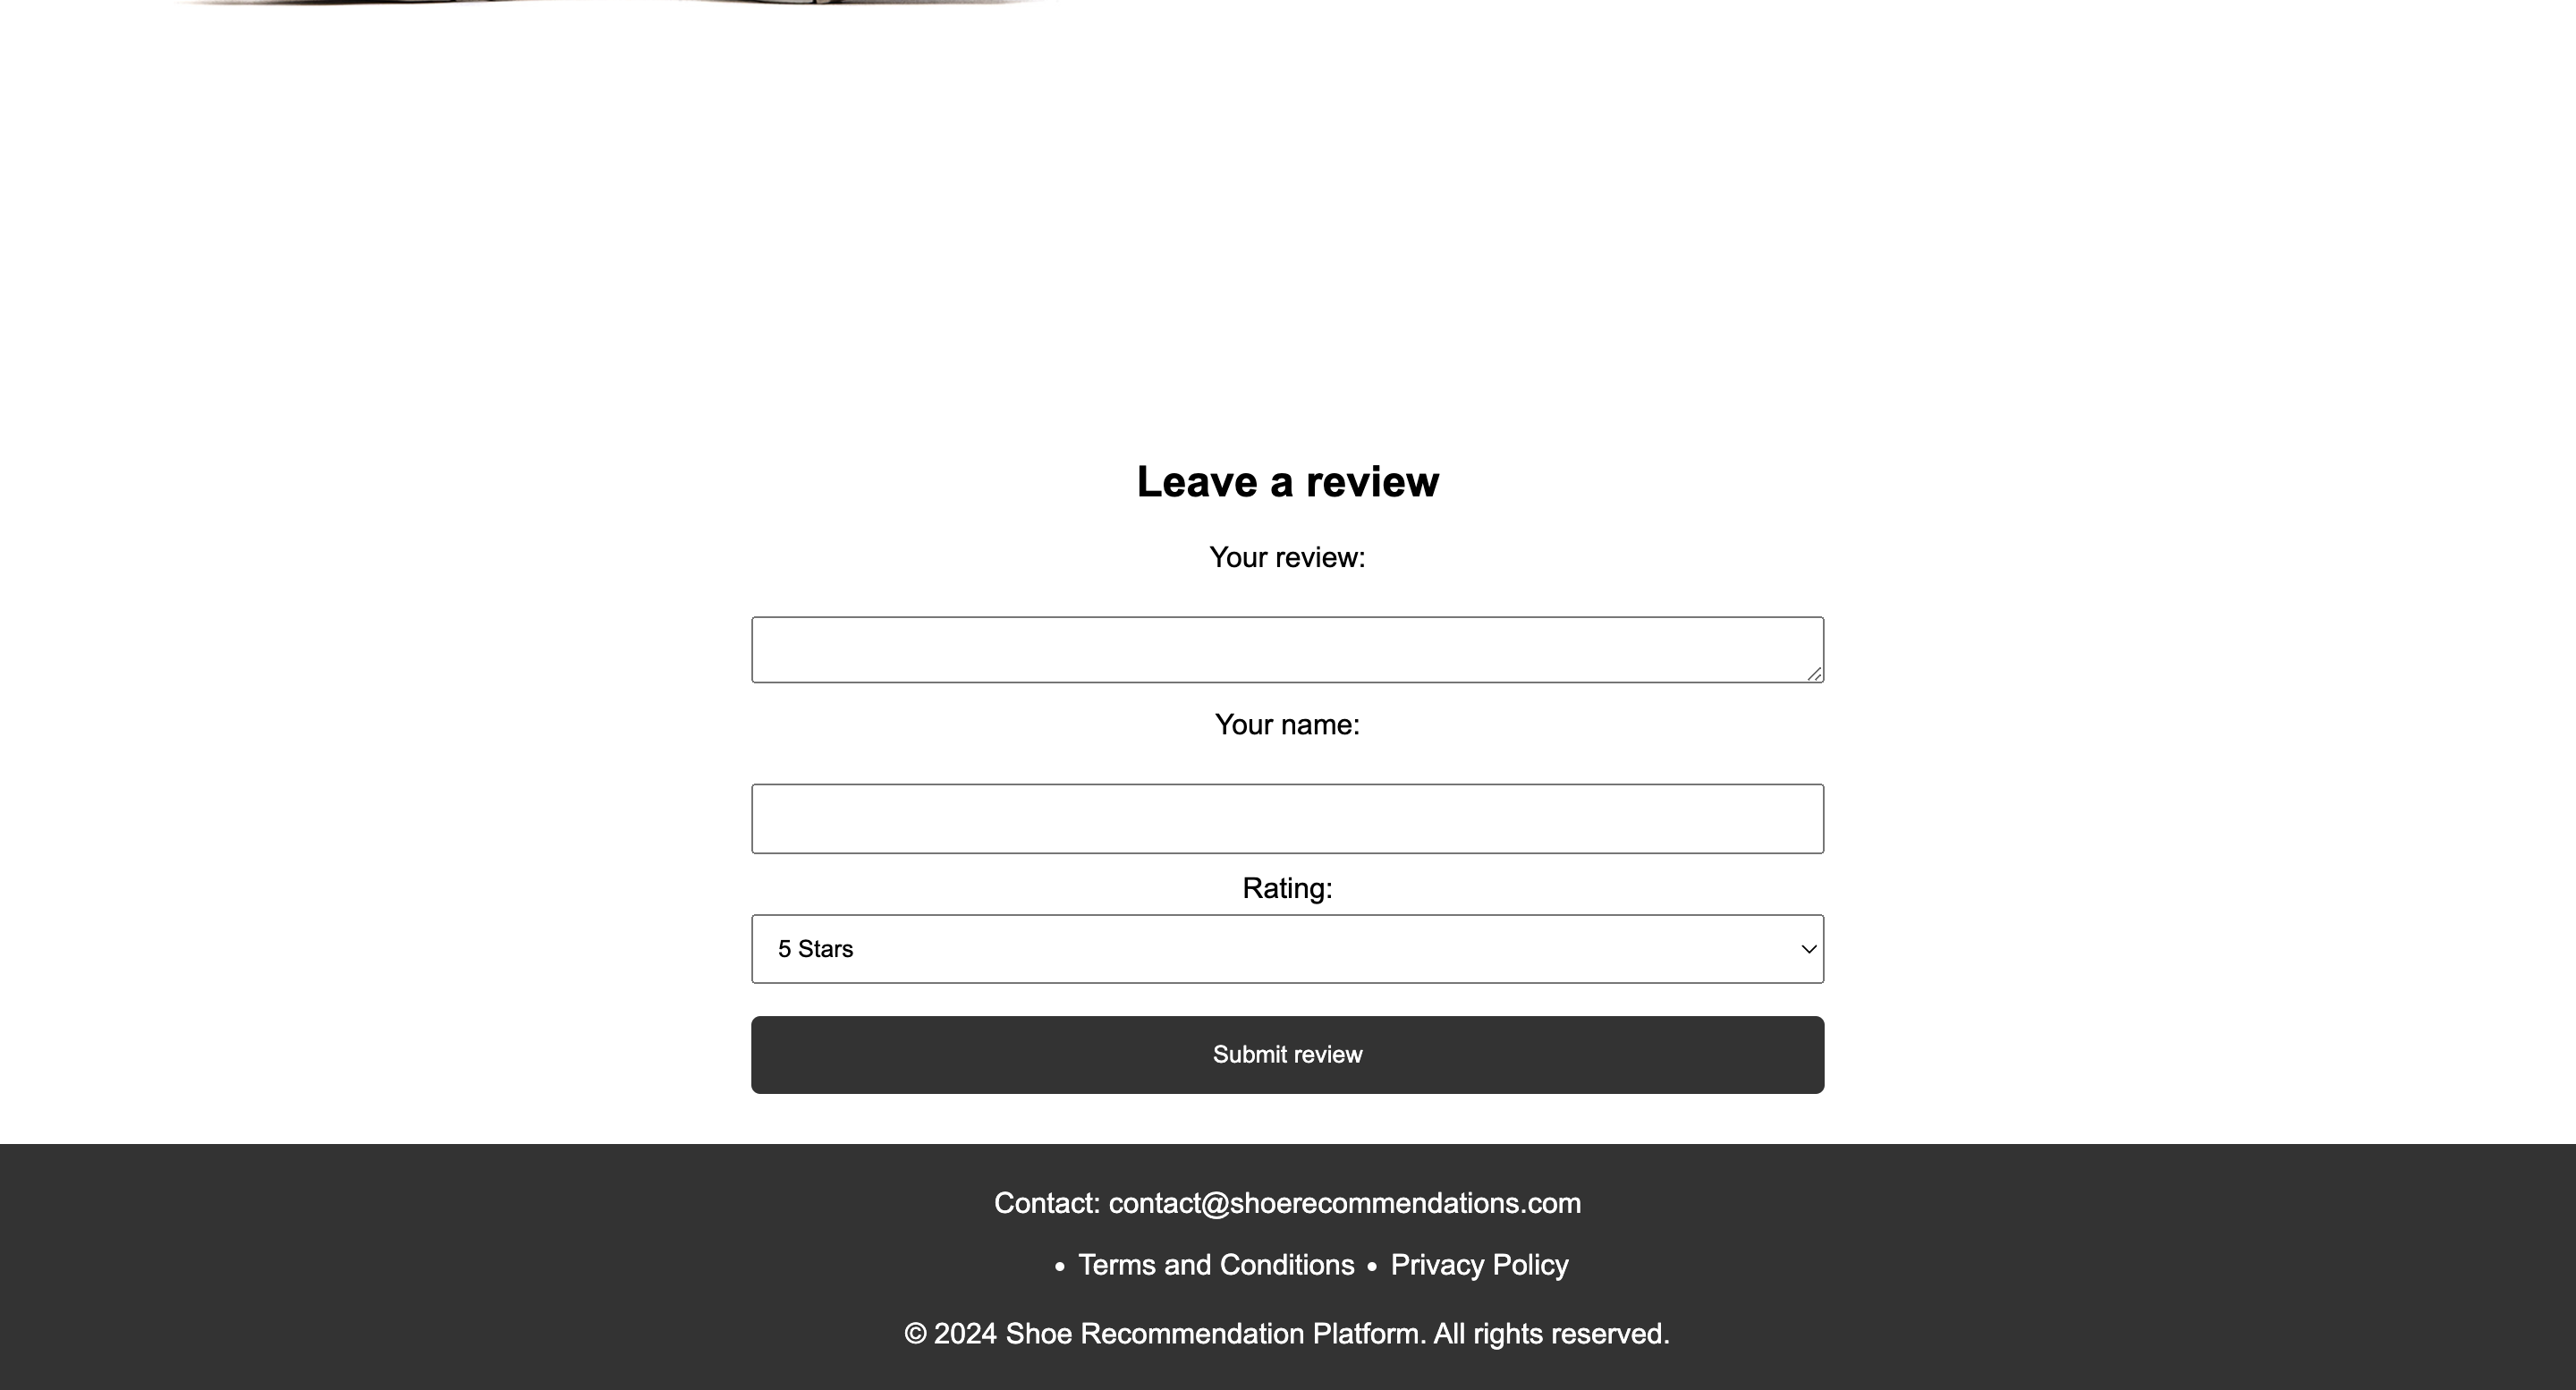 Leave a review
Your review:
Your name:
Rating:
5 Stars
Submit review
Contact: contact@shoerecommendations.com
• Terms and Conditions • Privacy Policy
© 2024 Shoe Recommendation Platform. All rights reserved.